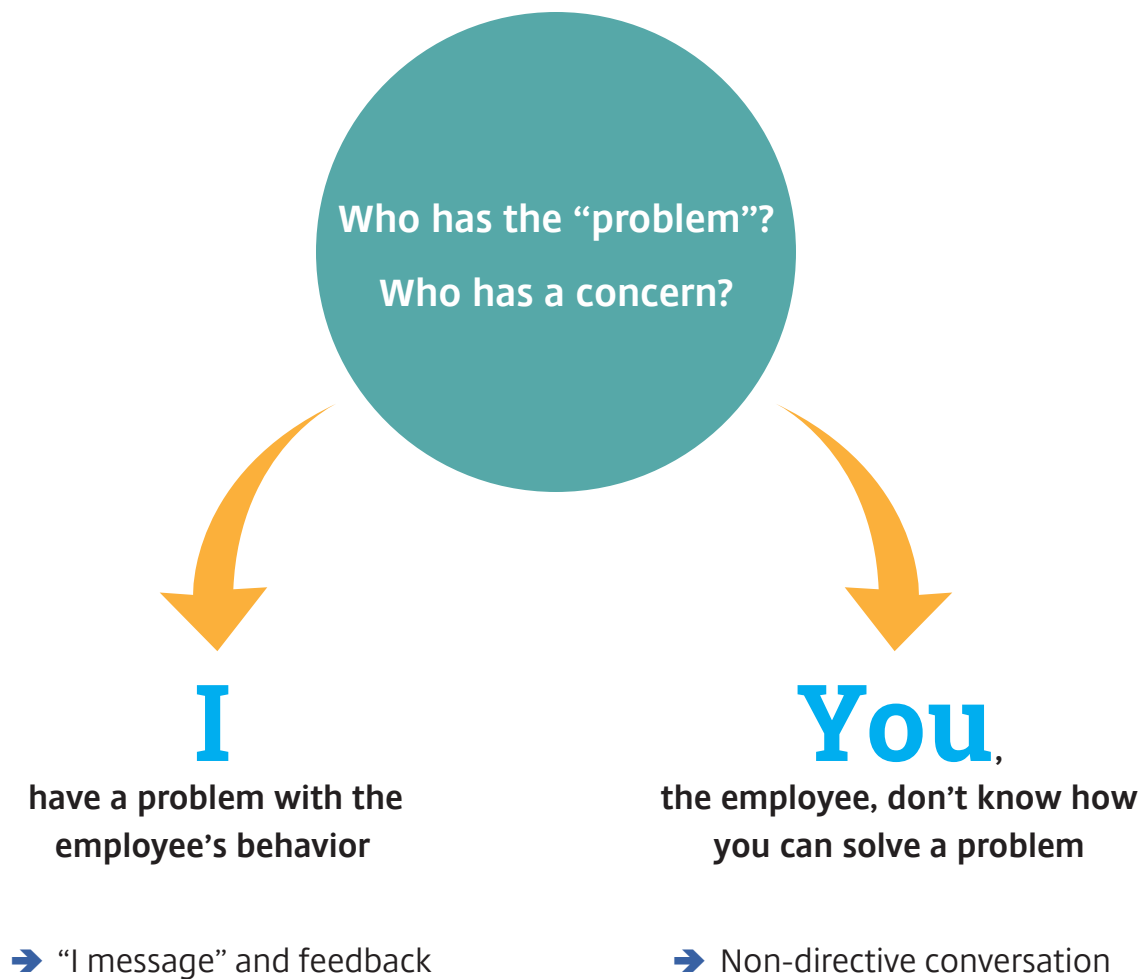 Who has the “problem”?
Who has a concern?
I
have a problem with the
employee’s behavior
➔ “I message” and feedback
You,
the employee, don’t know how
you can solve a problem
➔ Non-directive conversation